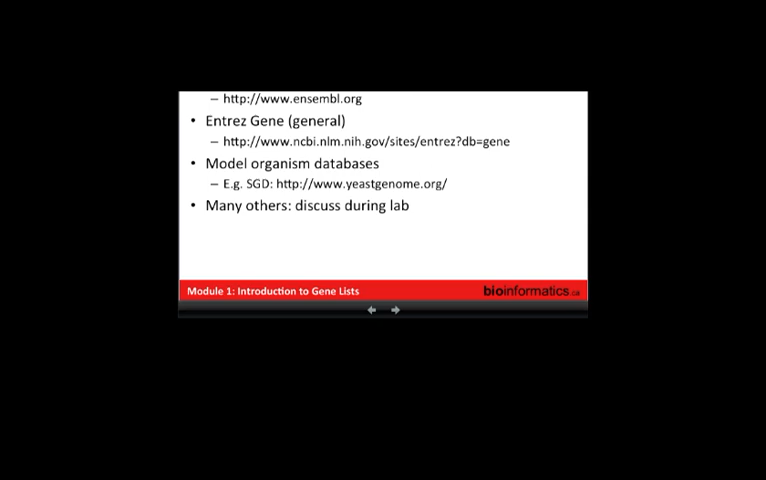 – http://www.ensembl.org
• Entrez Gene (general)
– http://www.ncbi.nlm.nih.gov/sites/entrez?db=gene
• Model organism databases
– E.g. SGD: http://www.yeastgenome.org/
• Many others: discuss during lab
Module 1: Introduction to Gene Lists
bioinformatics.ca